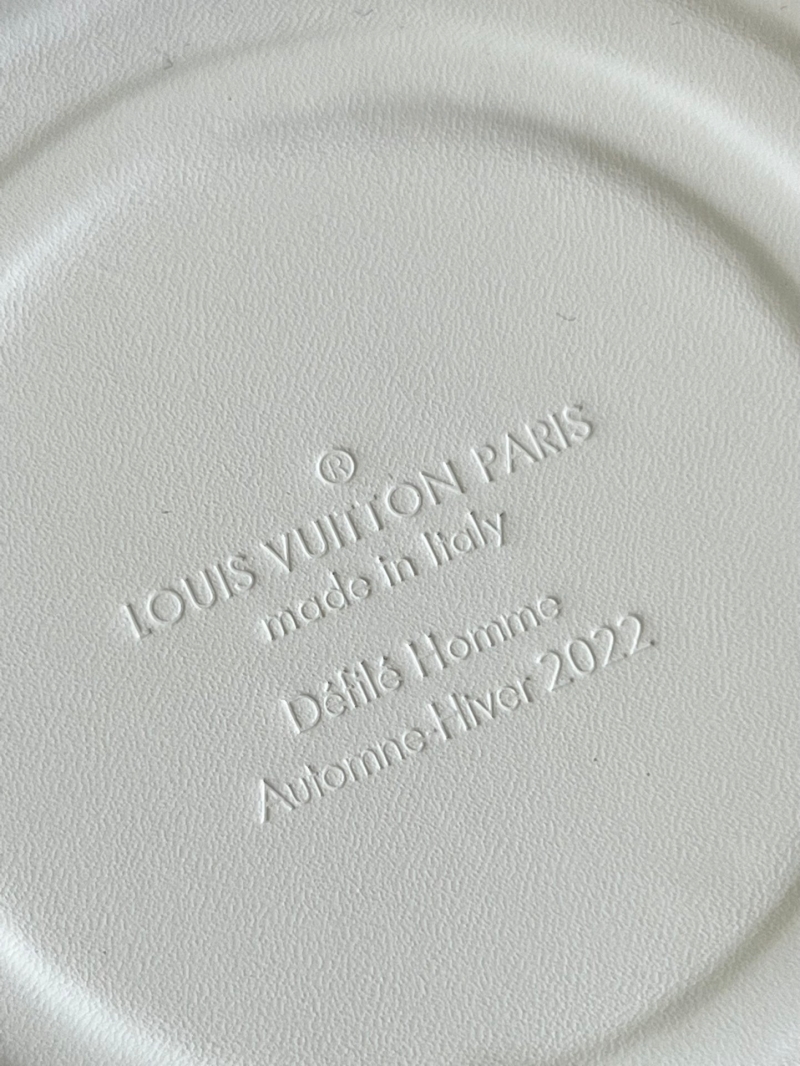 ®
LOUIS VUITTON PARIS
made in Italy
Défilé Homme
Automne-Hiver 2022